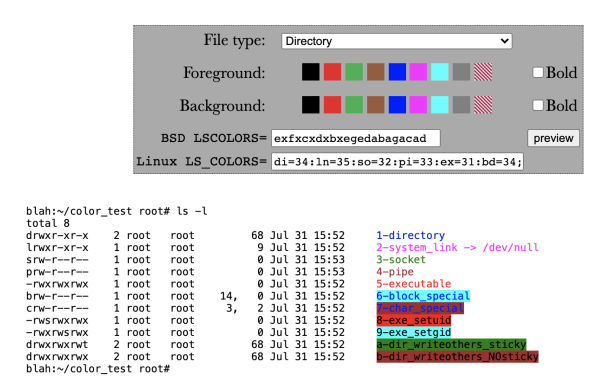 File type: Directory
Foreground: Bold
Background: Bold
BSD LSCOLORS= exfxcxdxbxegedabagacad preview
Linux LS_COLORS= di=34:ln=35:so=32:pi=33:ex=31:bd=34;
blah:~/color_test root# ls -l
total 8
drwxr-xr-x 2 root root 68 Jul 31 15:52 1-directory
lrwxr-xr-x 1 root root 9 Jul 31 15:52 2-system_link -> /dev/null
srw-r--r-- 1 root root 0 Jul 31 15:53 3-socket
prw-r--r-- 1 root root 0 Jul 31 15:53 4-pipe
-rwxrwxrwx 1 root root 0 Jul 31 15:52 5-executable
brw-r--r-- 1 root root 14, 0 Jul 31 15:52 6-block_special
crw-r--r-- 1 root root 3, 2 Jul 31 15:52 7-char_special
-rwsrwxrwx 1 root root 0 Jul 31 15:52 8-exe_setuid
-rwxrwsrwx 1 root root 0 Jul 31 15:52 9-exe_setgid
drwxrwxrwt 2 root root 68 Jul 31 15:52 a-dir_writeothers_sticky
drwxrwxrwx 2 root root 68 Jul 31 15:52 b-dir_writeothers_NOsticky
blah:~/color_test root#